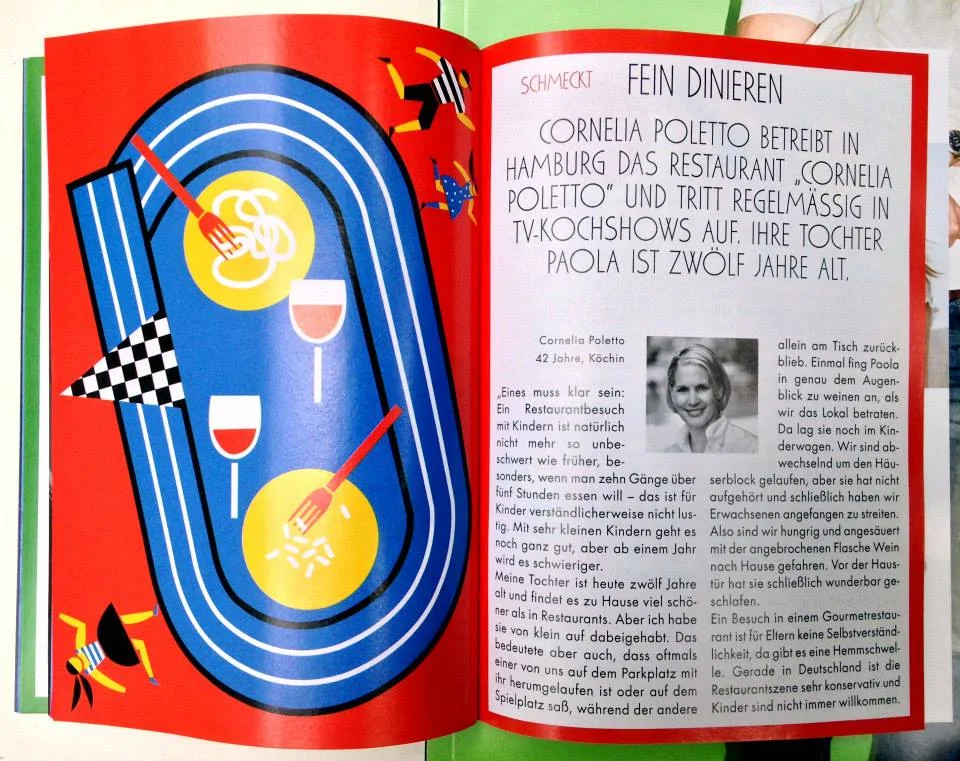 SCHMECKT FEIN DINIEREN
CORNELIA POLETTO BETREIBT IN
HAMBURG DAS RESTAURANT „CORNELIA
POLETTO“ UND TRITT REGELMÄSSIG IN
TV-KOCHSHOWS AUF. IHRE TOCHTER
PAOLA IST ZWÖLF JAHRE ALT.
Cornelia Poletto
42 Jahre, Köchin
„Eines muss klar sein:
Ein Restaurantbesuch
mit Kindern ist natürlich
nicht mehr so unbe-
schwert wie früher, be-
sonders, wenn man zehn Gänge über
fünf Stunden essen will – das ist für
Kinder verständlicherweise nicht lus-
tig. Mit sehr kleinen Kindern geht es
noch ganz gut, aber ab einem Jahr
wird es schwieriger.
Meine Tochter ist heute zwölf Jahre
alt und findet es zu Hause viel schö-
ner als in Restaurants. Aber ich habe
sie von klein auf dabeigehabt. Das
bedeutete aber auch, dass oftmals
einer von uns auf dem Parkplatz mit
ihr herumgelaufen ist oder auf dem
Spielplatz saß, während der andere
allein am Tisch zurück-
blieb. Einmal fing Paola
in genau dem Augen-
blick zu weinen an, als
wir das Lokal betraten.
Da lag sie noch im Kin-
derwagen. Wir sind ab-
wechselnd um den Häu-
serblock gelaufen, aber sie hat nicht
aufgehört und schließlich haben wir
Erwachsenen angefangen zu streiten.
Also sind wir hungrig und angesäuert
mit der angebrochenen Flasche Wein
nach Hause gefahren. Vor der Haus-
tür hat sie schließlich wunderbar ge-
schlafen.
Ein Besuch in einem Gourmetrestau-
rant ist für Eltern keine Selbstverständ-
lichkeit, da gibt es eine Hemmschwel-
le. Gerade in Deutschland ist die
Restaurantszene sehr konservativ und
Kinder sind nicht immer willkommen.